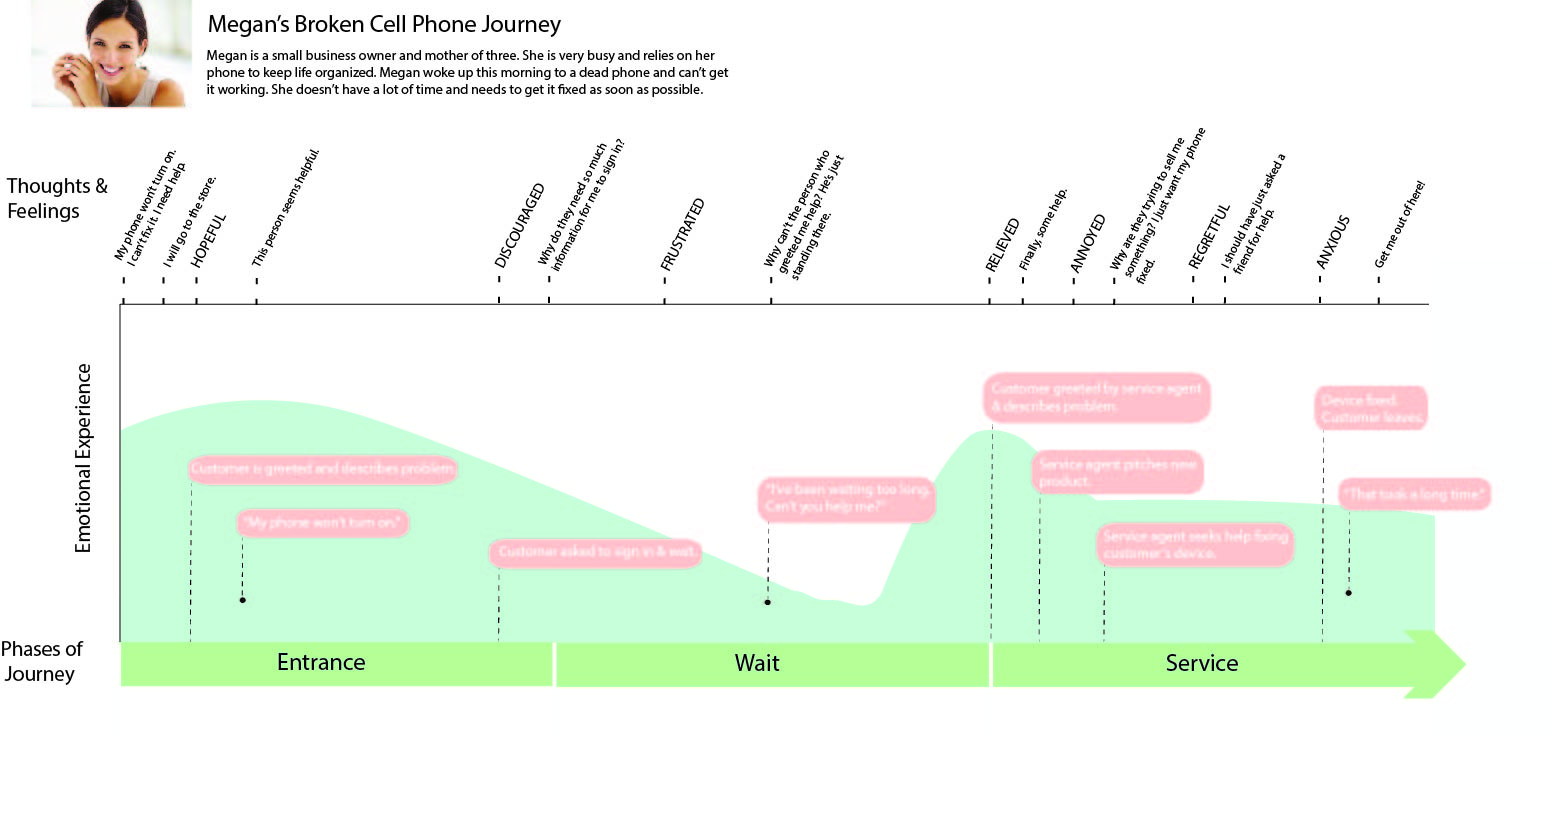 Megan's Broken Cell Phone Journey
Megan is a small business owner and mother of three. She is very busy and relies on her
phone to keep life organized. Megan woke up this morning to a dead phone and can't get
it working. She doesn't have a lot of time and needs to get it fixed as soon as possible.
Thoughts &
Feelings
My phone won't turn on.
I can't fix it. I need help.
I will go to the store.
HOPEFUL
This person seems helpful.
DISCOURAGED
Why do they need so much
information for me to sign in?
FRUSTRATED
Why can't the person who
greeted me help? He's just
standing there.
RELIEVED
Finally, some help.
ANNOYED
Why are they trying to sell me
something? I just want my phone
fixed.
REGRETFUL
I should have just asked a
friend for help.
ANXIOUS
Get me out of here!
Emotional Experience
Customer is greeted and describes problem.
"My phone won't turn on."
Customer asked to sign in & wait.
"I've been waiting too long.
Can't you help me?"
Customer greeted by service agent
& describes problem.
Service agent pitches new
product.
Service agent seeks help fixing
customer's device.
Device fixed.
Customer leaves.
"That took a long time."
Phases of
Journey
Entrance
Wait
Service